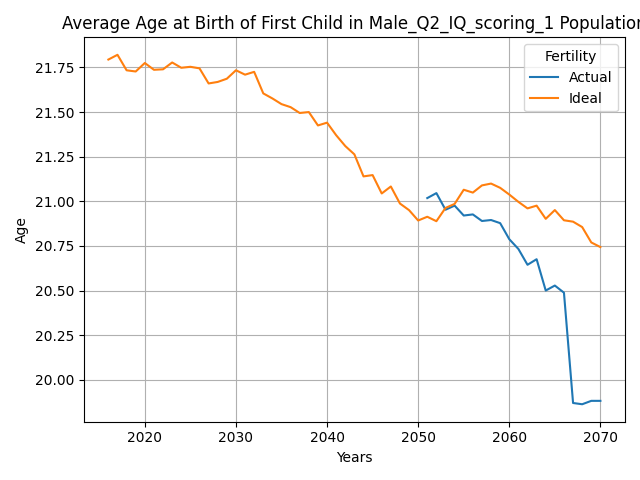 Average Age at Birth of First Child in Male_Q2_IQ_scoring_1 Population
Fertility
Actual
Ideal
21.75
21.50
21.25
21.00
20.75
20.50
20.25
20.00
Age
2020
2030
2040
2050
2060
2070
Years